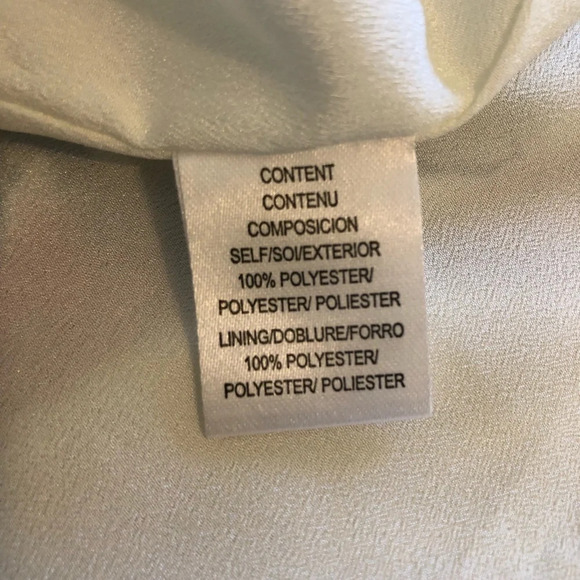 CONTENT
CONTENU
COMPOSICION
SELF/SOI/EXTERIOR
100% POLYESTER/
POLYESTER/ POLIESTER
LINING/DOBLURE/FORRO
100% POLYESTER/
POLYESTER/ POLIESTER